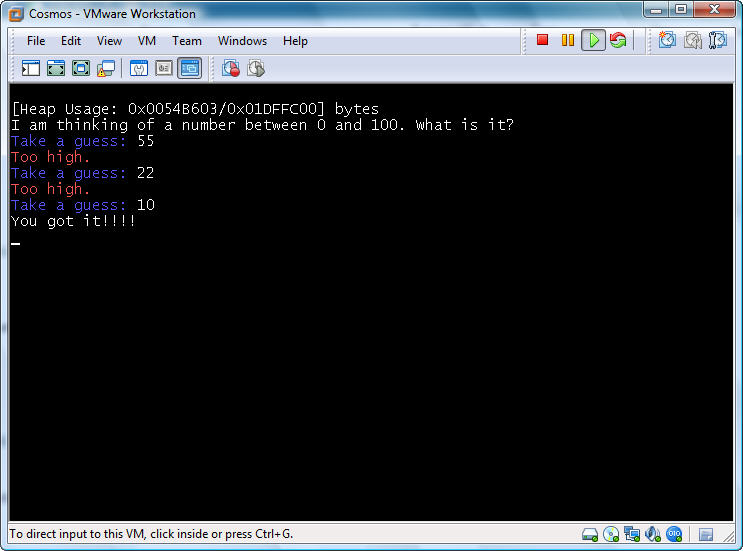 Cosmos - VMware Workstation
File Edit View VM Team Windows Help
[Heap Usage: 0x0054B603/0x01DFFC00] bytes
I am thinking of a number between 0 and 100. What is it?
Take a guess: 55
Too high.
Take a guess: 22
Too high.
Take a guess: 10
You got it!!!!
To direct input to this VM, click inside or press Ctrl+G.